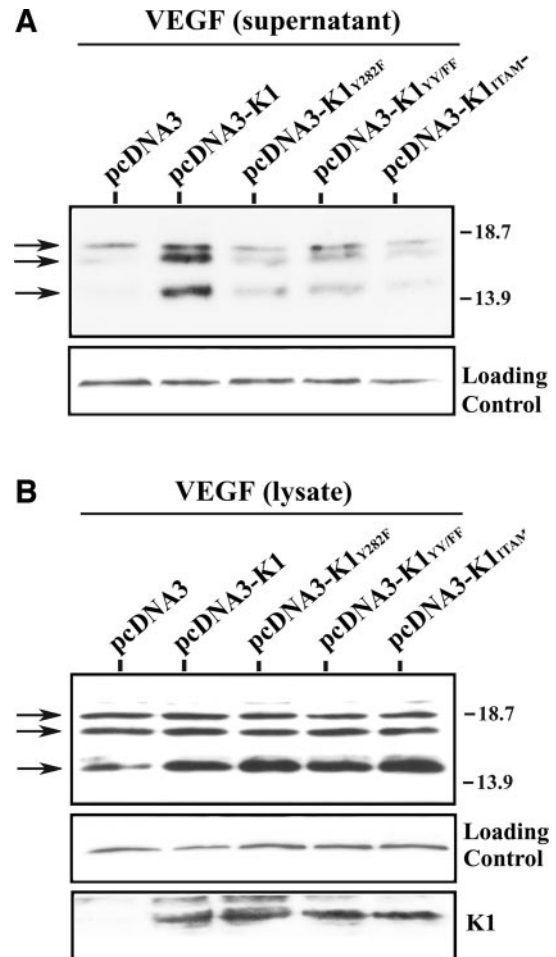 A
VEGF (supernatant)
pcDNA3
pcDNA3-K1
pcDNA3-K1Y282F
pcDNA3-K1YY/FF
pcDNA3-K1ITAM-
-18.7
-13.9
Loading
Control
B
VEGF (lysate)
pcDNA3
pcDNA3-K1
pcDNA3-K1Y282F
pcDNA3-K1YY/FF
pcDNA3-K1ITAM-
-18.7
-13.9
Loading
Control
K1